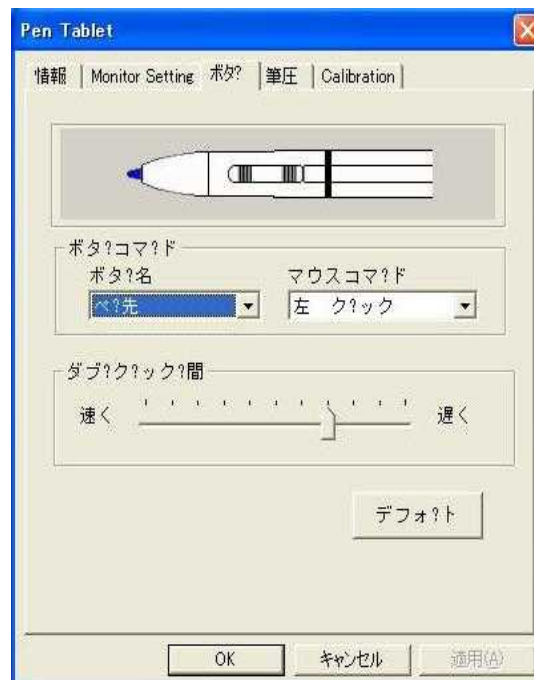 Pen Tablet
情報 Monitor Setting ボタ? 筆圧 Calibration
ボタ?コマ?ド
ボタ?名 マウスコマ?ド
ペ?先 左 ク?ック
ダブ?ク?ック?間
速く 遅く
デフォ?ト
OK キャンセル 適用(A)